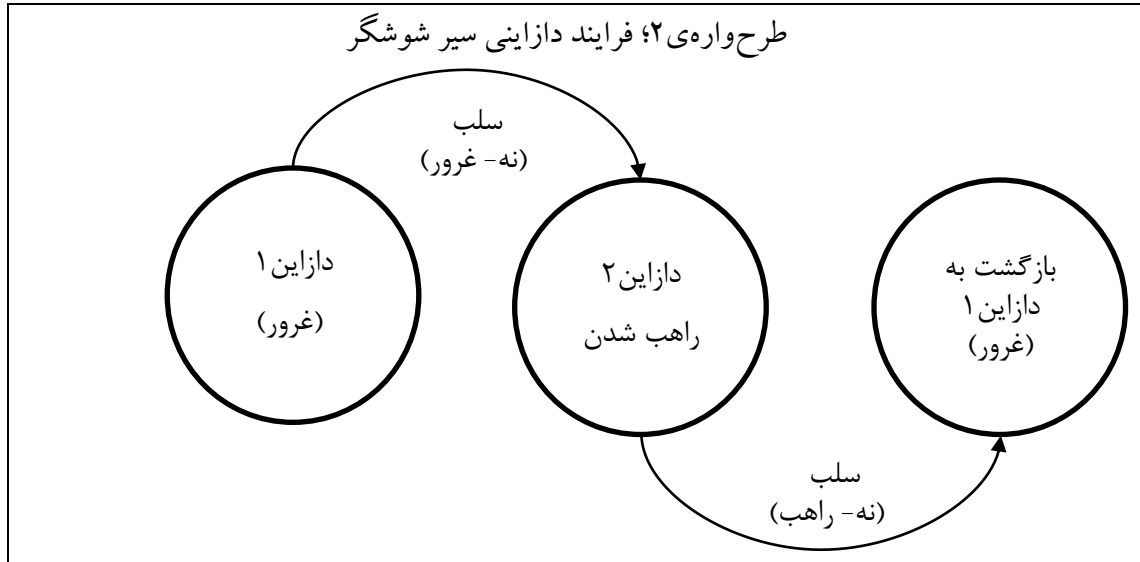 طرح‌واره‌ی۲؛ فرایند دازاینی سیر شوشگر
سلب
(نه- غرور)
دازاین۱
(غرور)
دازاین۲
راهب شدن
بازگشت به
دازاین۱
(غرور)
سلب
(نه- راهب)